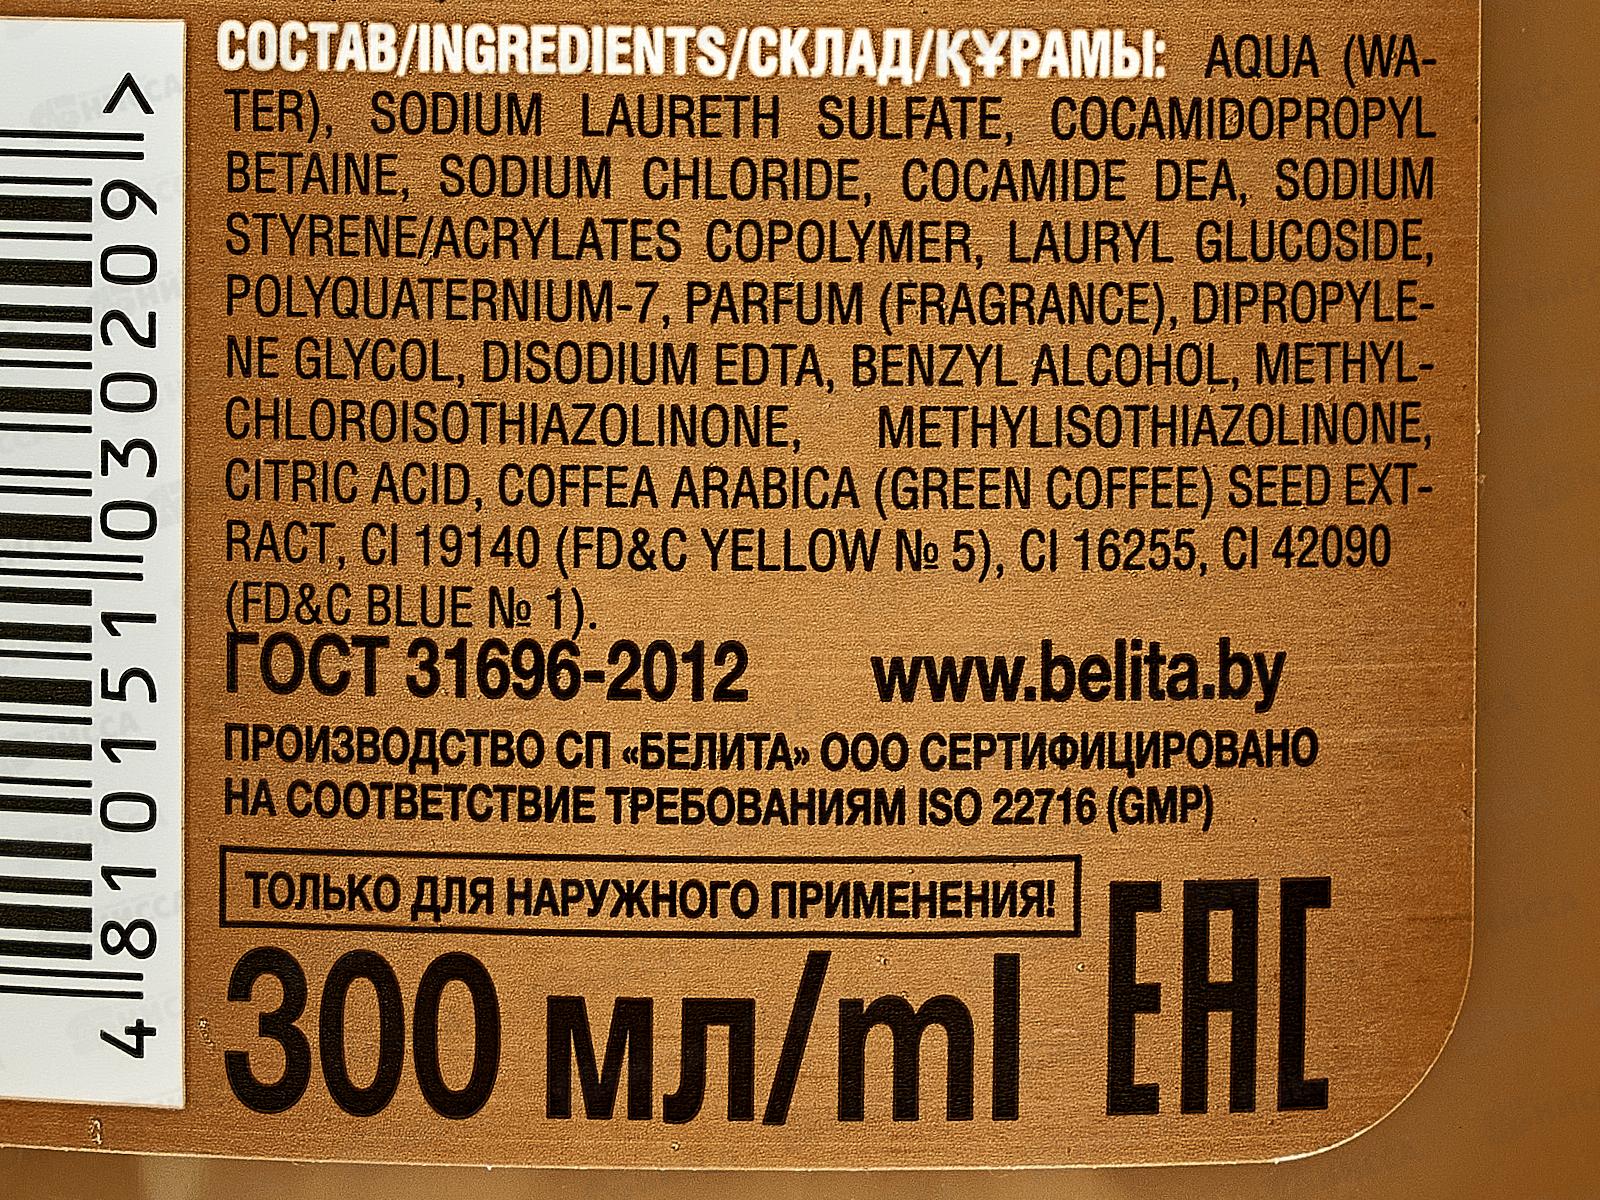 СОСТАВ/INGREDIENTS/СКЛАД/ҚҰРАМЫ: AQUA (WA-
TER), SODIUM LAURETH SULFATE, COCAMIDOPROPYL
BETAINE, SODIUM CHLORIDE, COCAMIDE DEA, SODIUM
STYRENE/ACRYLATES COPOLYMER, LAURYL GLUCOSIDE,
POLYQUATERNIUM-7, PARFUM (FRAGRANCE), DIPROPYLE-
NE GLYCOL, DISODIUM EDTA, BENZYL ALCOHOL, METHYL-
CHLOROISOTHIAZOLINONE, METHYLISOTHIAZOLINONE,
CITRIC ACID, COFFEA ARABICA (GREEN COFFEE) SEED EXT-
RACT, CI 19140 (FD&C YELLOW № 5), CI 16255, CI 42090
(FD&C BLUE № 1).
ГОСТ 31696-2012 www.belita.by
ПРОИЗВОДСТВО СП «БЕЛИТА» ООО СЕРТИФИЦИРОВАНО
НА СООТВЕТСТВИЕ ТРЕБОВАНИЯМ ISO 22716 (GMP)
ТОЛЬКО ДЛЯ НАРУЖНОГО ПРИМЕНЕНИЯ!
300 мл/ml
EAC
4 810151 030209 >